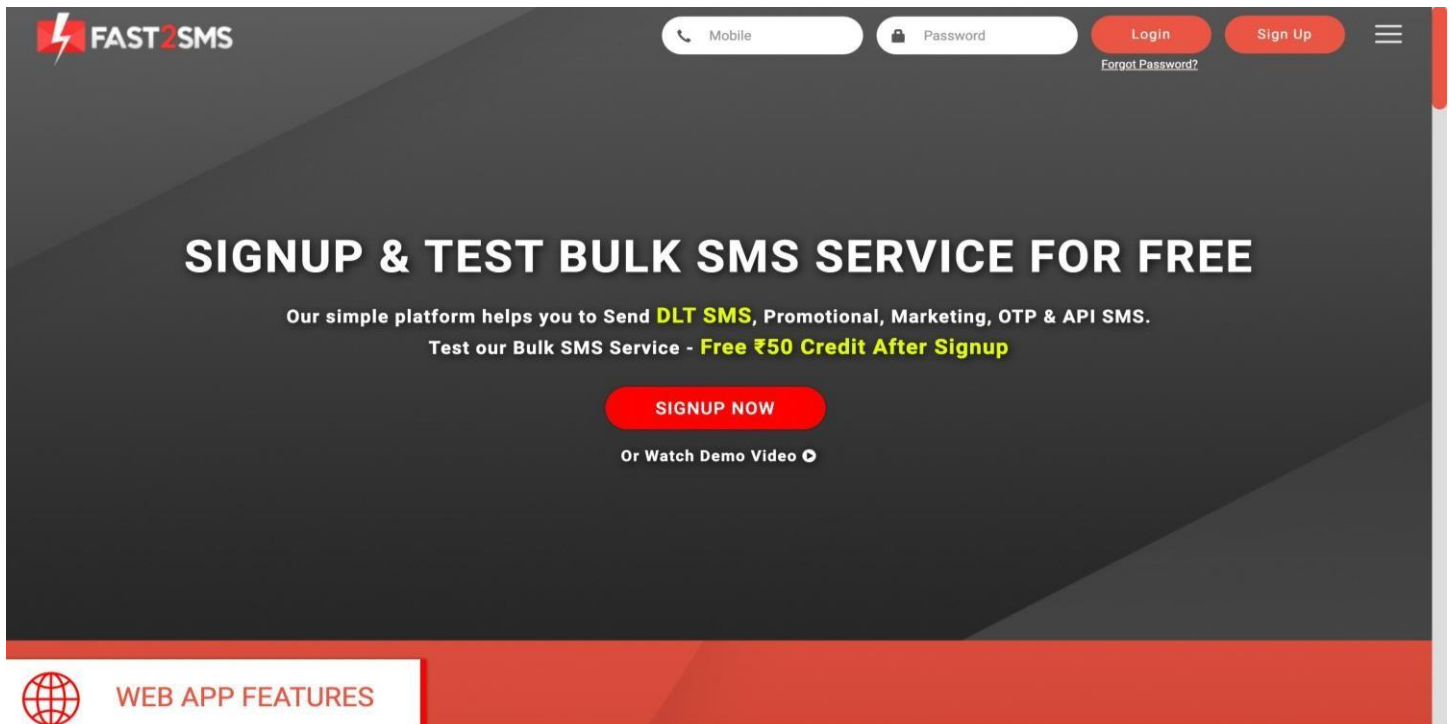 FAST2SMS
Mobile
Password
Login
Sign Up
Forgot Password?
SIGNUP & TEST BULK SMS SERVICE FOR FREE
Our simple platform helps you to Send DLT SMS, Promotional, Marketing, OTP & API SMS.
Test our Bulk SMS Service - Free ₹50 Credit After Signup
SIGNUP NOW
Or Watch Demo Video
WEB APP FEATURES